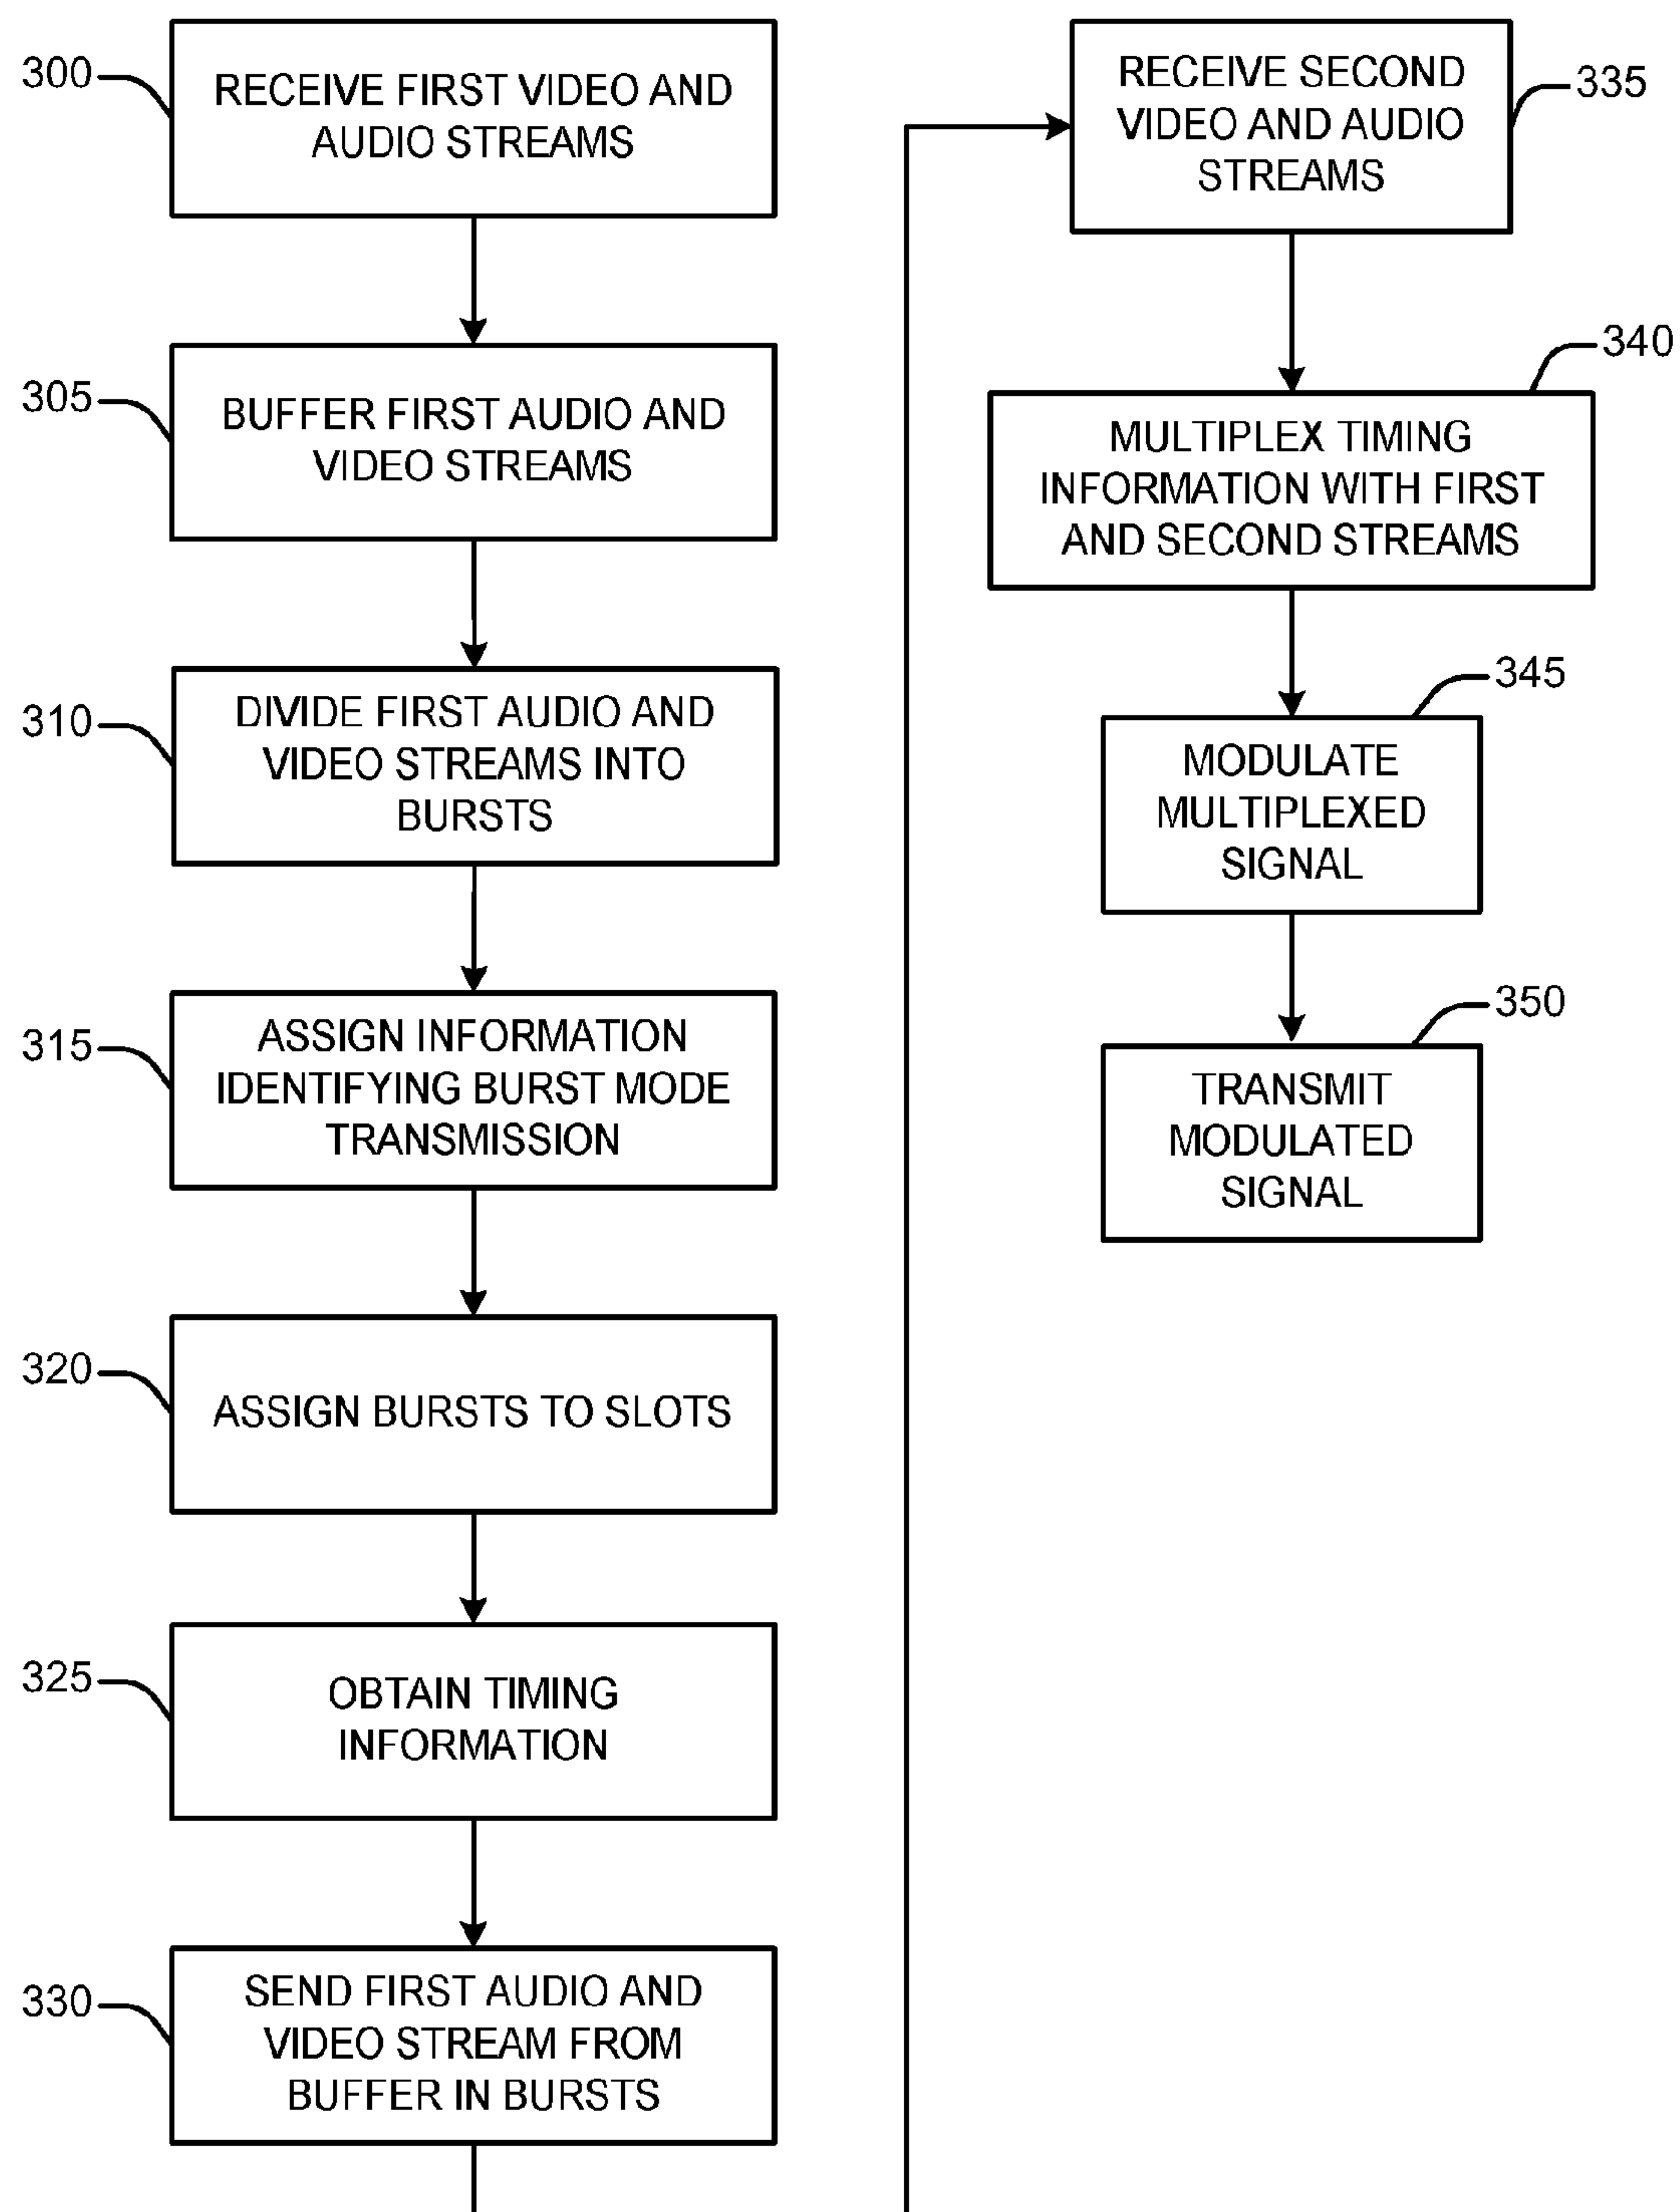 300
RECEIVE FIRST VIDEO AND
AUDIO STREAMS
305
BUFFER FIRST AUDIO AND
VIDEO STREAMS
310
DIVIDE FIRST AUDIO AND
VIDEO STREAMS INTO
BURSTS
315
ASSIGN INFORMATION
IDENTIFYING BURST MODE
TRANSMISSION
320
ASSIGN BURSTS TO SLOTS
325
OBTAIN TIMING
INFORMATION
330
SEND FIRST AUDIO AND
VIDEO STREAM FROM
BUFFER IN BURSTS
RECEIVE SECOND
VIDEO AND AUDIO
STREAMS
335
340
MULTIPLEX TIMING
INFORMATION WITH FIRST
AND SECOND STREAMS
345
MODULATE
MULTIPLEXED
SIGNAL
350
TRANSMIT
MODULATED
SIGNAL